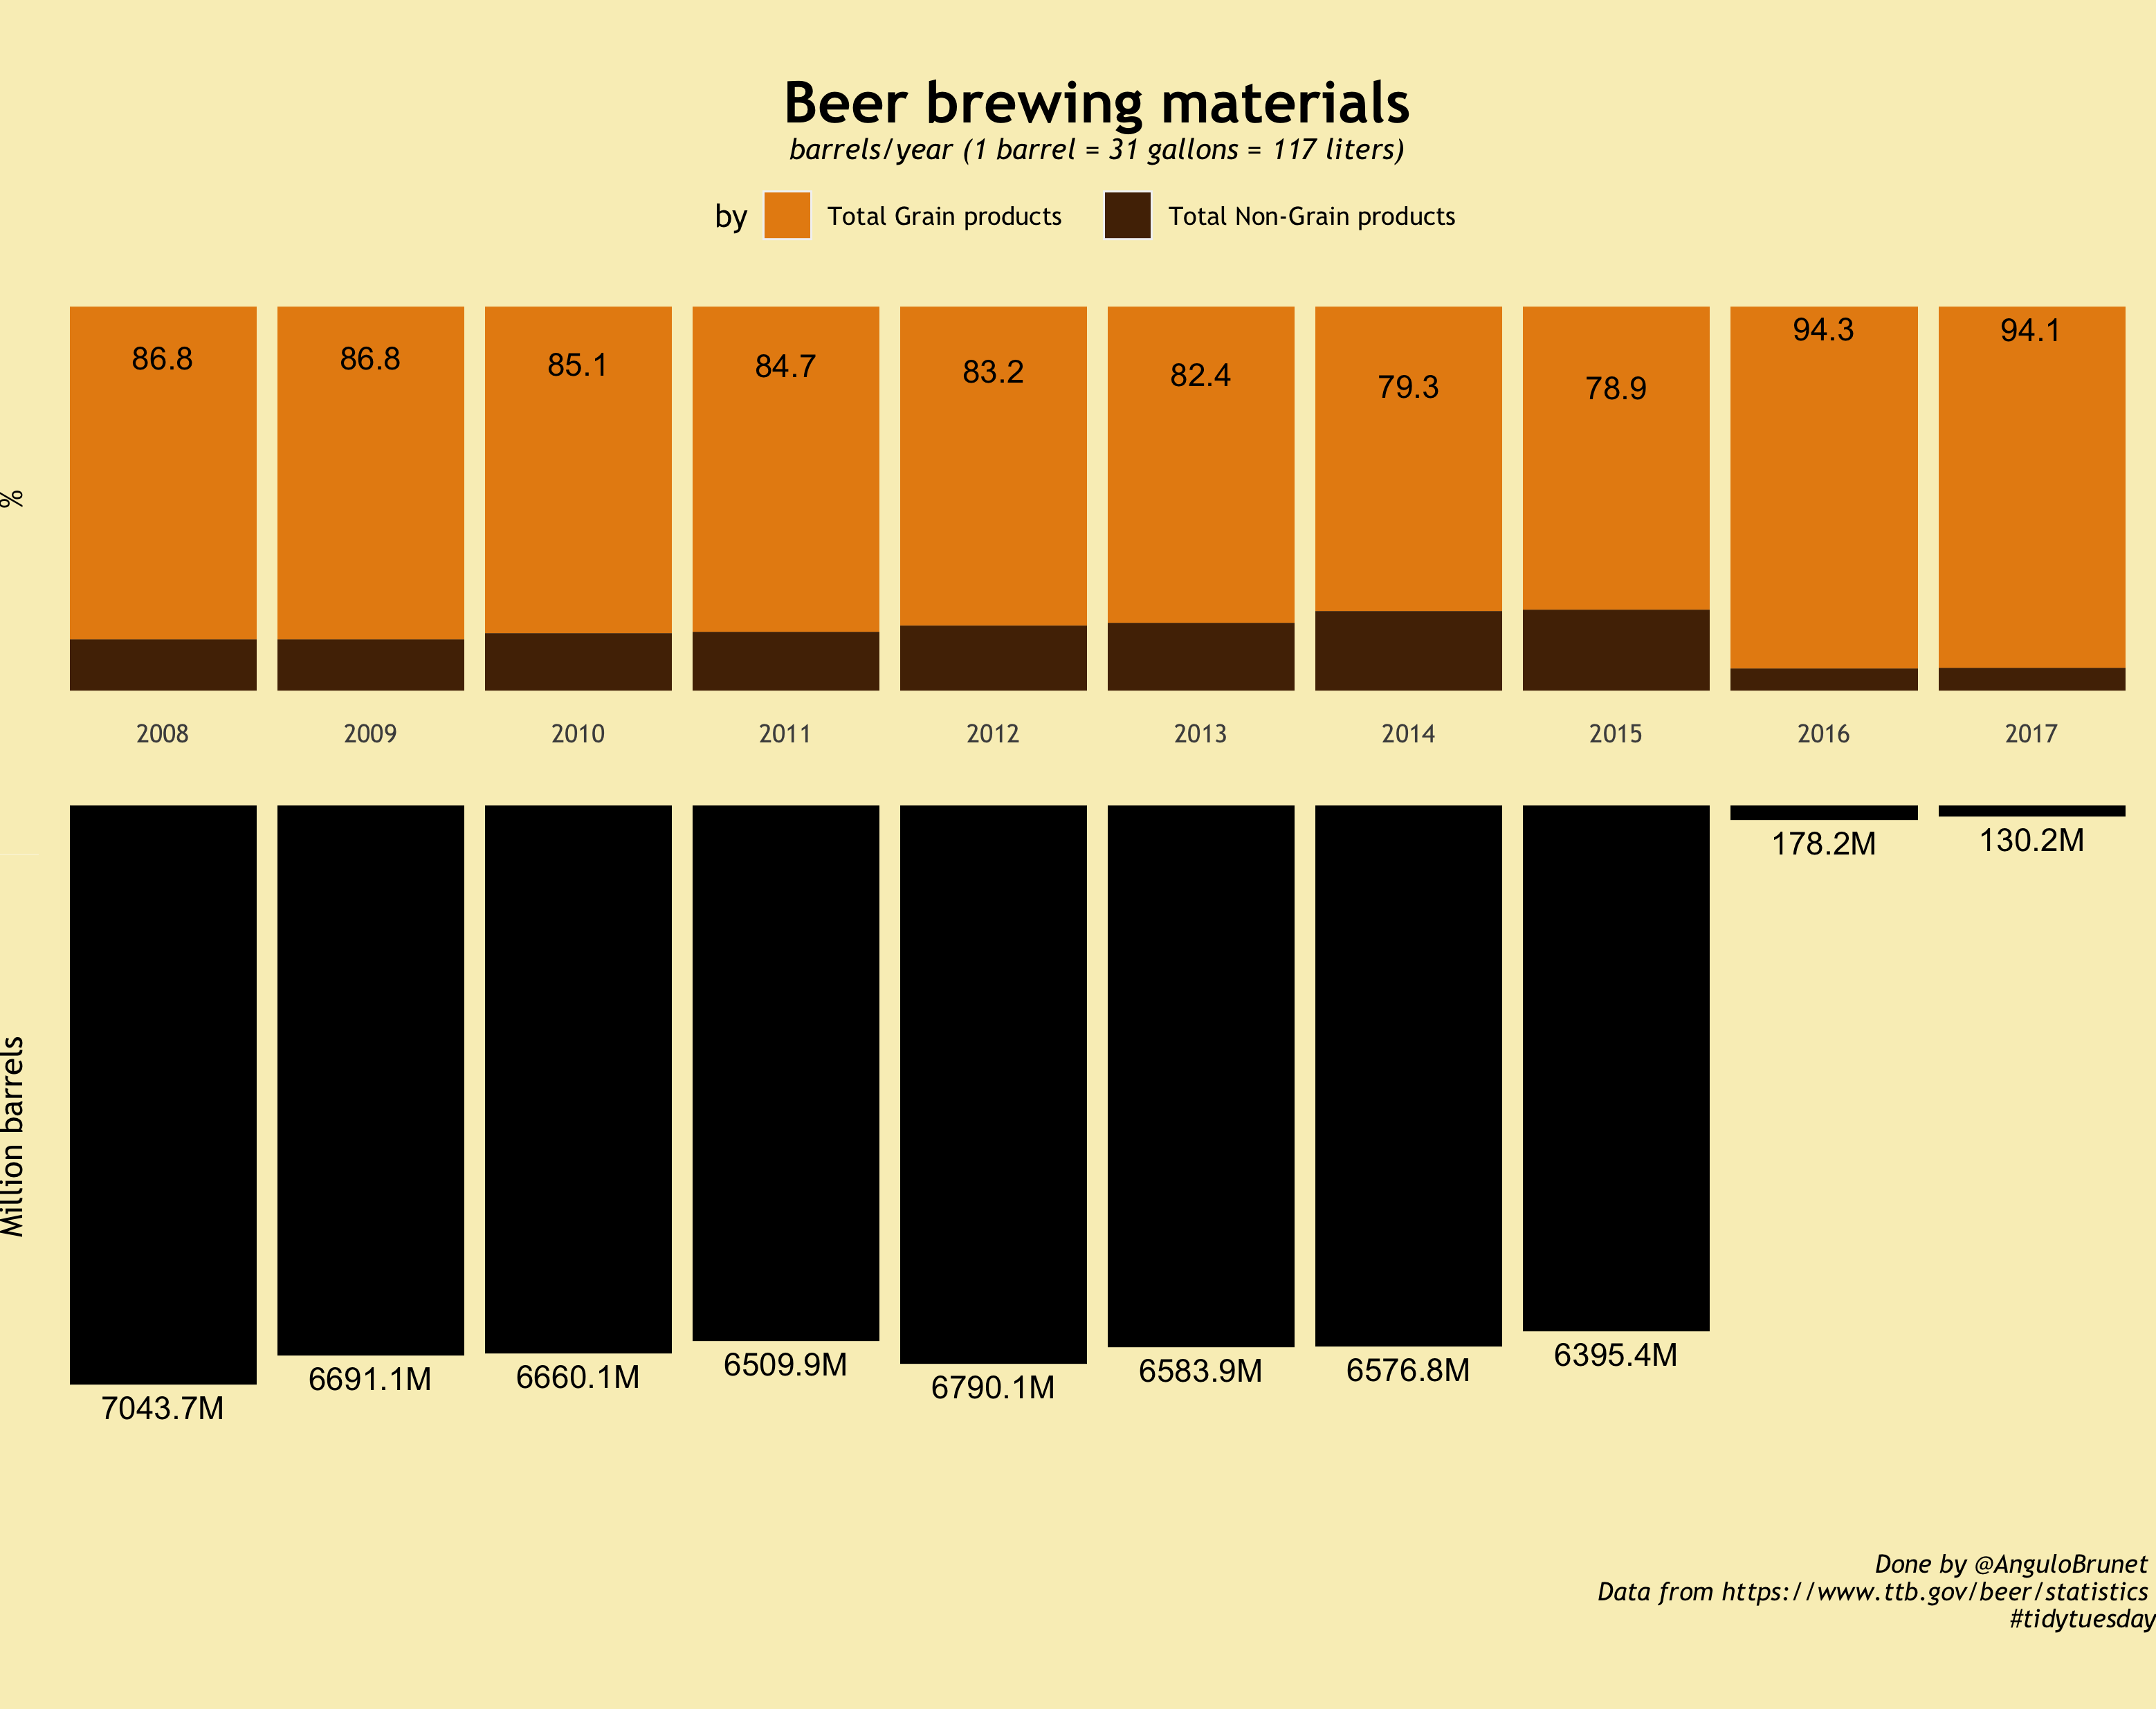 Beer brewing materials
barrels/year (1 barrel = 31 gallons = 117 liters)
by Total Grain products Total Non-Grain products
86.8 86.8 85.1 84.7 83.2 82.4 79.3 78.9 94.3 94.1
%
2008 2009 2010 2011 2012 2013 2014 2015 2016 2017
Million barrels
7043.7M 6691.1M 6660.1M 6509.9M 6790.1M 6583.9M 6576.8M 6395.4M 178.2M 130.2M
Done by @AnguloBrunet
Data from https://www.ttb.gov/beer/statistics
#tidytuesday